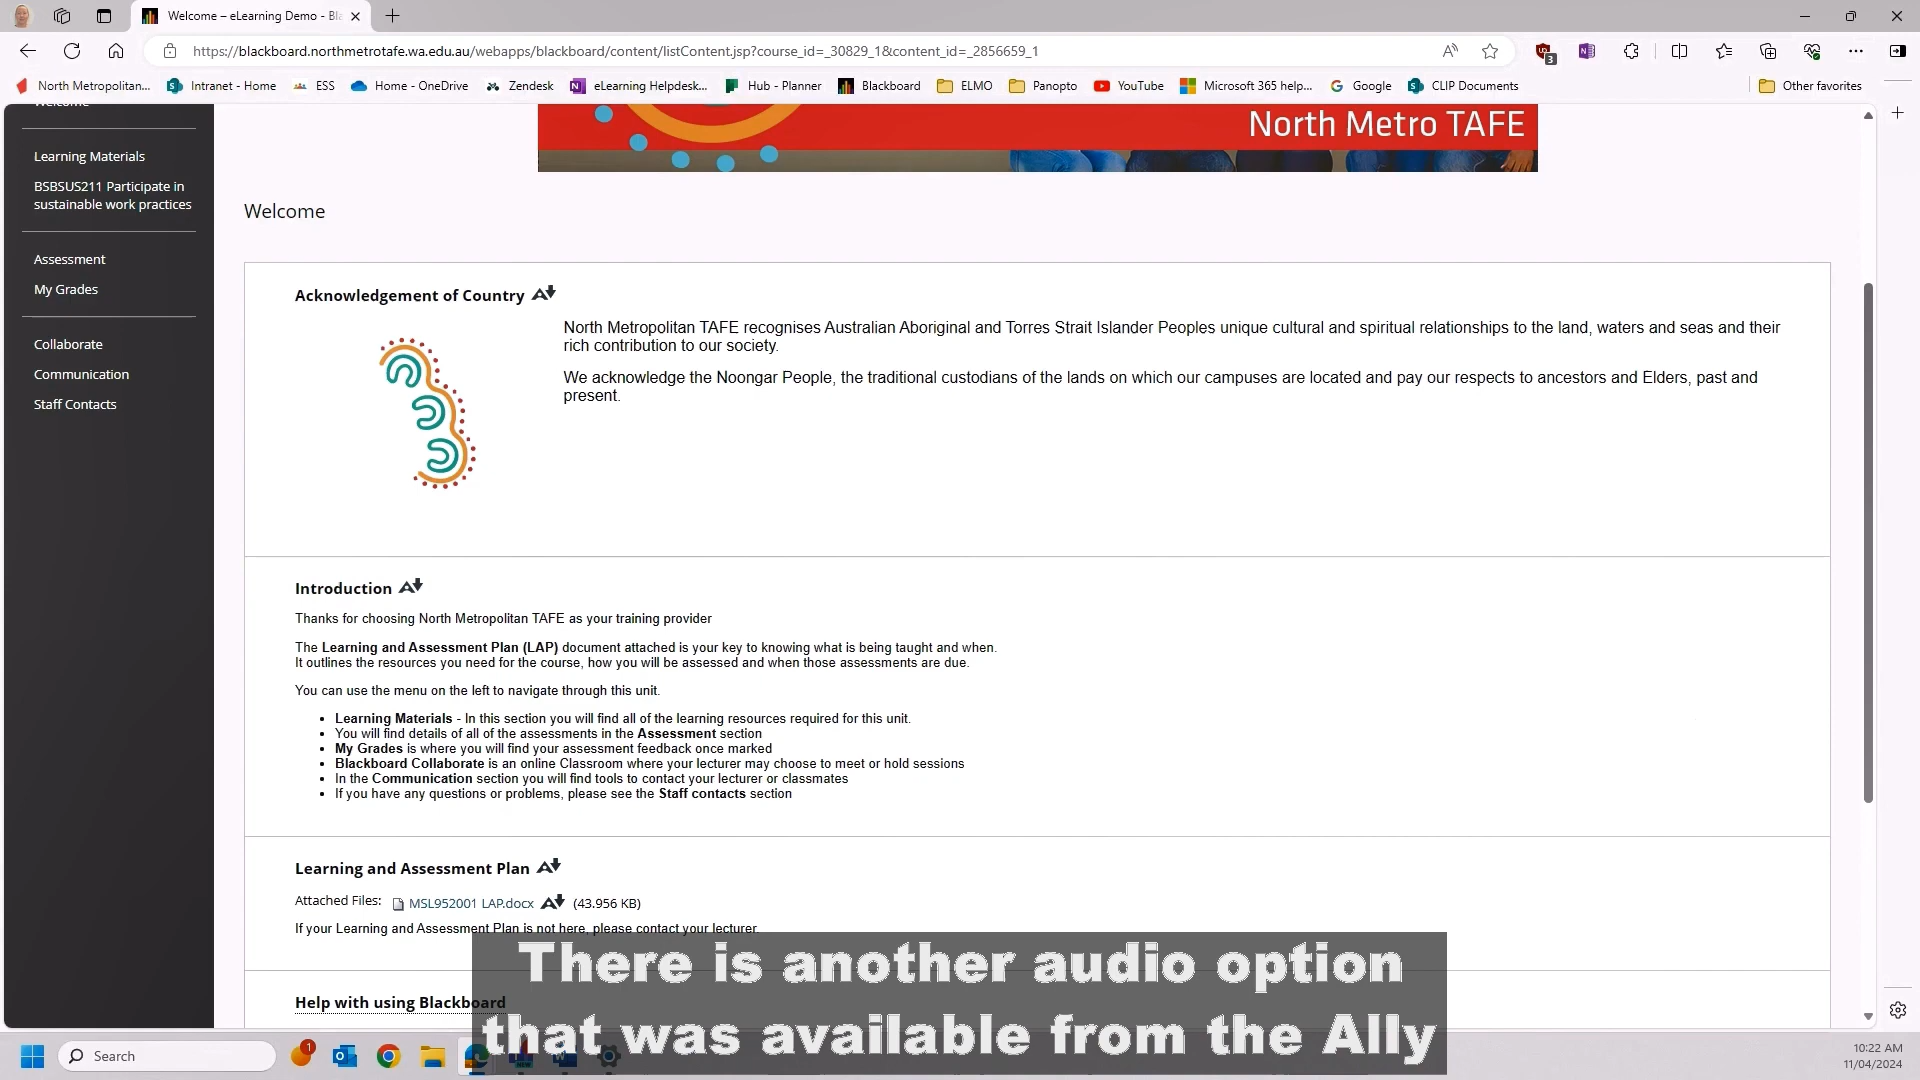 Welcome – eLearning Demo - Bla
https://blackboard.northmetrotafe.wa.edu.au/webapps/blackboard/content/listContent.jsp?course_id=_30829_1&content_id=_2856659_1
3
North Metropolitan...
Intranet - Home
ESS
Home - OneDrive
Zendesk
eLearning Helpdesk...
Hub - Planner
Blackboard
ELMO
Panopto
YouTube
Microsoft 365 help...
Google
CLIP Documents
Other favorites
Welcome
Learning Materials
BSBSUS211 Participate in
sustainable work practices
Assessment
My Grades
Collaborate
Communication
Staff Contacts
North Metro TAFE
Welcome
Acknowledgement of Country
North Metropolitan TAFE recognises Australian Aboriginal and Torres Strait Islander Peoples unique cultural and spiritual relationships to the land, waters and seas and their
rich contribution to our society.
We acknowledge the Noongar People, the traditional custodians of the lands on which our campuses are located and pay our respects to ancestors and Elders, past and
present.
Introduction
Thanks for choosing North Metropolitan TAFE as your training provider
The Learning and Assessment Plan (LAP) document attached is your key to knowing what is being taught and when.
It outlines the resources you need for the course, how you will be assessed and when those assessments are due.
You can use the menu on the left to navigate through this unit.
• Learning Materials - In this section you will find all of the learning resources required for this unit.
• You will find details of all of the assessments in the Assessment section
• My Grades is where you will find your assessment feedback once marked
• Blackboard Collaborate is an online Classroom where your lecturer may choose to meet or hold sessions
• In the Communication section you will find tools to contact your lecturer or classmates
• If you have any questions or problems, please see the Staff contacts section
Learning and Assessment Plan
Attached Files: MSL952001 LAP.docx (43.956 KB)
If your Learning and Assessment Plan is not here, please contact your lecturer.
Help with using Blackboard
There is another audio option
that was available from the Ally
Search
1
10:22 AM
11/04/2024